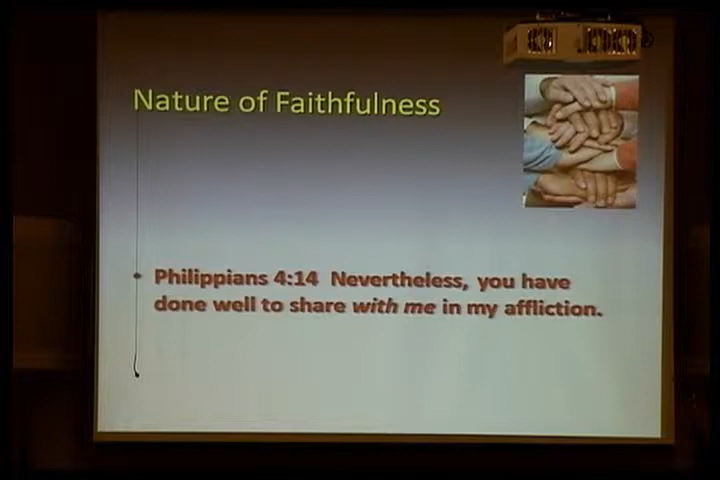 Nature of Faithfulness
• Philippians 4:14 Nevertheless, you have
done well to share with me in my affliction.